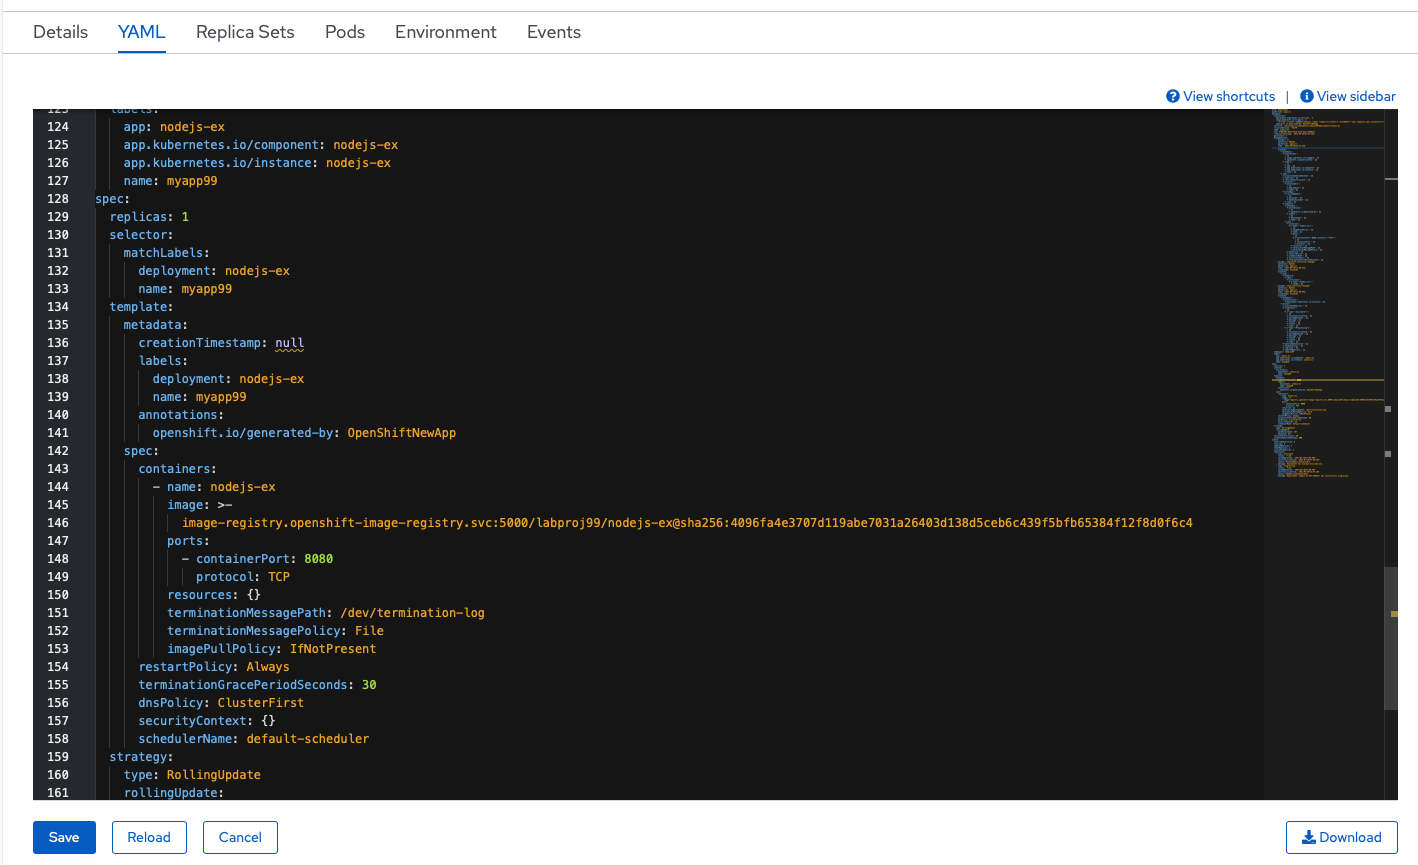 Details YAML Replica Sets Pods Environment Events
View shortcuts | View sidebar
123 labels:
124 app: nodejs-ex
125 app.kubernetes.io/component: nodejs-ex
126 app.kubernetes.io/instance: nodejs-ex
127 name: myapp99
128 spec:
129 replicas: 1
130 selector:
131 matchLabels:
132 deployment: nodejs-ex
133 name: myapp99
134 template:
135 metadata:
136 creationTimestamp: null
137 labels:
138 deployment: nodejs-ex
139 name: myapp99
140 annotations:
141 openshift.io/generated-by: OpenShiftNewApp
142 spec:
143 containers:
144 - name: nodejs-ex
145 image: >-
146 image-registry.openshift-image-registry.svc:5000/labproj99/nodejs-ex@sha256:4096fa4e3707d119abe7031a26403d138d5ceb6c439f5bfb65384f12f8d0f6c4
147 ports:
148 - containerPort: 8080
149 protocol: TCP
150 resources: {}
151 terminationMessagePath: /dev/termination-log
152 terminationMessagePolicy: File
153 imagePullPolicy: IfNotPresent
154 restartPolicy: Always
155 terminationGracePeriodSeconds: 30
156 dnsPolicy: ClusterFirst
157 securityContext: {}
158 schedulerName: default-scheduler
159 strategy:
160 type: RollingUpdate
161 rollingUpdate:
Save Reload Cancel Download